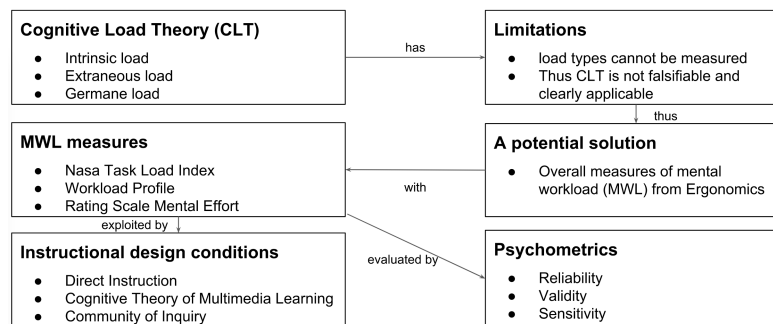 Cognitive Load Theory (CLT)
● Intrinsic load
● Extraneous load
● Germane load
has
Limitations
● load types cannot be measured
● Thus CLT is not falsifiable and
clearly applicable
thus
A potential solution
● Overall measures of mental
workload (MWL) from Ergonomics
with
MWL measures
● Nasa Task Load Index
● Workload Profile
● Rating Scale Mental Effort
exploited by
Instructional design conditions
● Direct Instruction
● Cognitive Theory of Multimedia Learning
● Community of Inquiry
evaluated by
Psychometrics
● Reliability
● Validity
● Sensitivity